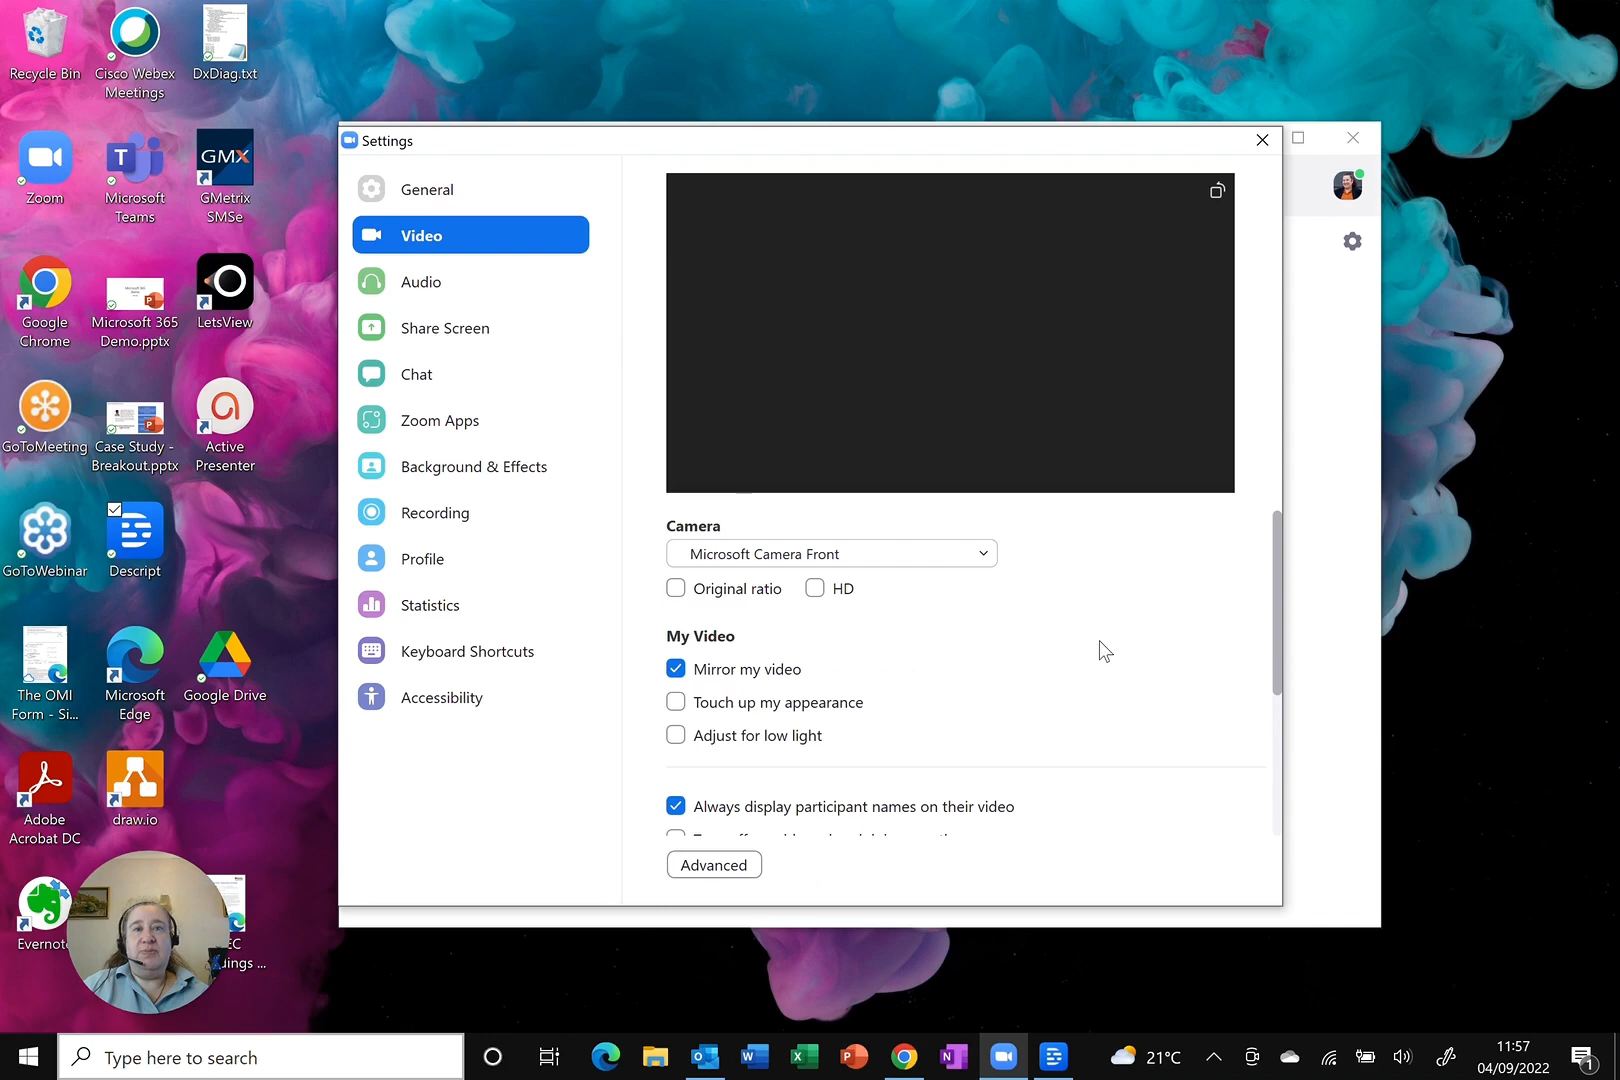 Recycle Bin
Cisco Webex
Meetings
DxDiag.txt
Zoom
Microsoft
Teams
GMX
GMetrix
SMSe
Google
Chrome
Microsoft 365
Demo.pptx
LetsView
GoToMeeting
Case Study -
Breakout.pptx
Active
Presenter
GoToWebinar
Descript
The OMI
Form - Si...
Microsoft
Edge
Google Drive
Adobe
Acrobat DC
draw.io
Settings
General
Video
Audio
Share Screen
Chat
Zoom Apps
Background & Effects
Recording
Profile
Statistics
Keyboard Shortcuts
Accessibility
Camera
Microsoft Camera Front
Original ratio
HD
My Video
Mirror my video
Touch up my appearance
Adjust for low light
Always display participant names on their video
Advanced
Type here to search
21°C
11:57
04/09/2022
1